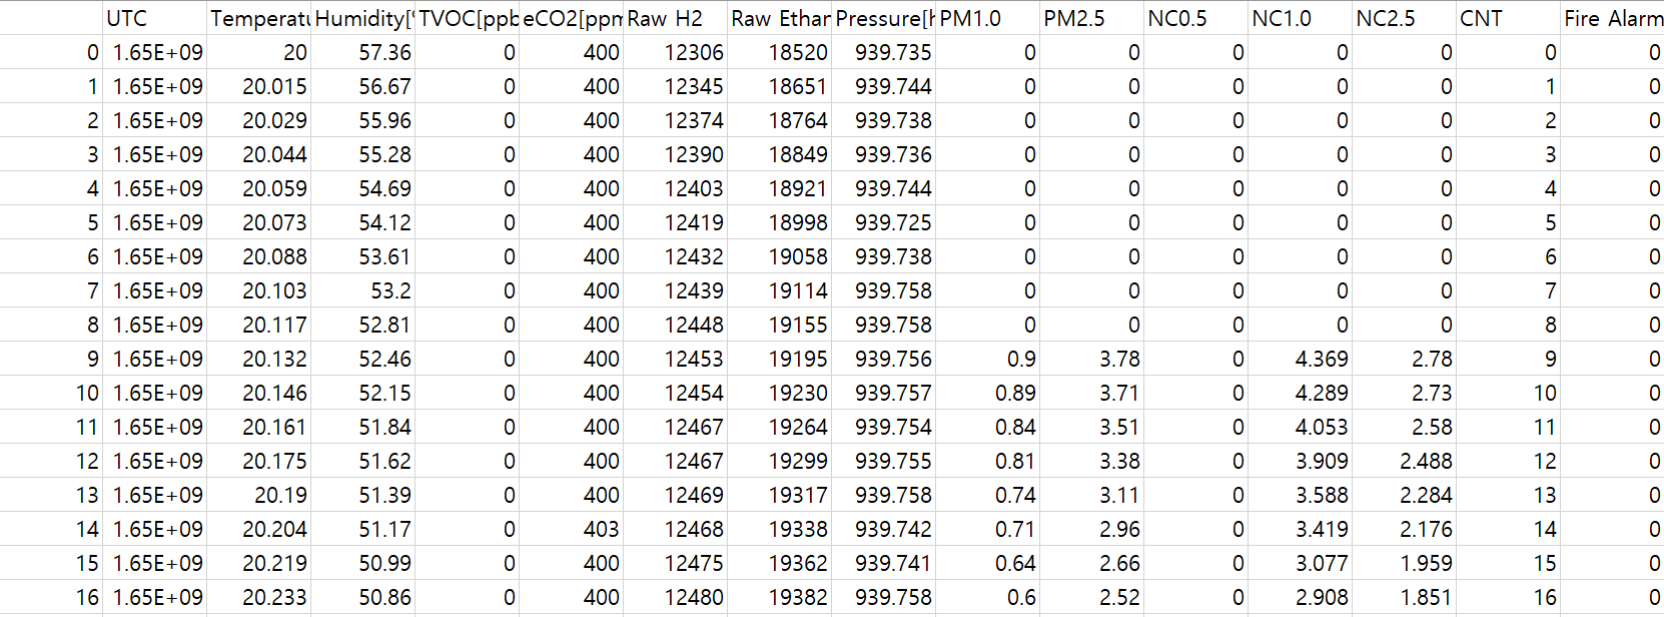 UTC Temperatu Humidity[% TVOC[ppb eCO2[ppm Raw H2 Raw Ethan Pressure[h PM1.0 PM2.5 NC0.5 NC1.0 NC2.5 CNT Fire Alarm
0 1.65E+09 20 57.36 0 400 12306 18520 939.735 0 0 0 0 0 0 0
1 1.65E+09 20.015 56.67 0 400 12345 18651 939.744 0 0 0 0 0 1 0
2 1.65E+09 20.029 55.96 0 400 12374 18764 939.738 0 0 0 0 0 2 0
3 1.65E+09 20.044 55.28 0 400 12390 18849 939.736 0 0 0 0 0 3 0
4 1.65E+09 20.059 54.69 0 400 12403 18921 939.744 0 0 0 0 0 4 0
5 1.65E+09 20.073 54.12 0 400 12419 18998 939.725 0 0 0 0 0 5 0
6 1.65E+09 20.088 53.61 0 400 12432 19058 939.738 0 0 0 0 0 6 0
7 1.65E+09 20.103 53.2 0 400 12439 19114 939.758 0 0 0 0 0 7 0
8 1.65E+09 20.117 52.81 0 400 12448 19155 939.758 0 0 0 0 0 8 0
9 1.65E+09 20.132 52.46 0 400 12453 19195 939.756 0.9 3.78 0 4.369 2.78 9 0
10 1.65E+09 20.146 52.15 0 400 12454 19230 939.757 0.89 3.71 0 4.289 2.73 10 0
11 1.65E+09 20.161 51.84 0 400 12467 19264 939.754 0.84 3.51 0 4.053 2.58 11 0
12 1.65E+09 20.175 51.62 0 400 12467 19299 939.755 0.81 3.38 0 3.909 2.488 12 0
13 1.65E+09 20.19 51.39 0 400 12469 19317 939.758 0.74 3.11 0 3.588 2.284 13 0
14 1.65E+09 20.204 51.17 0 403 12468 19338 939.742 0.71 2.96 0 3.419 2.176 14 0
15 1.65E+09 20.219 50.99 0 400 12475 19362 939.741 0.64 2.66 0 3.077 1.959 15 0
16 1.65E+09 20.233 50.86 0 400 12480 19382 939.758 0.6 2.52 0 2.908 1.851 16 0